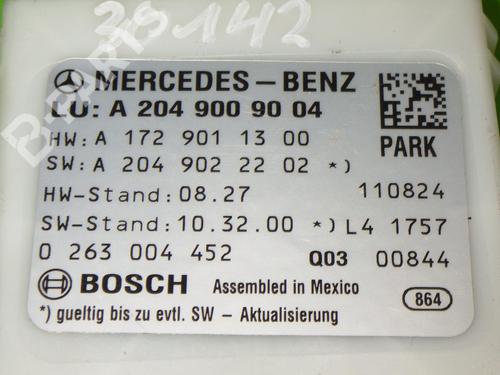 39142
B-PARTS
MERCEDES-BENZ
LU: A 204 900 90 04
HW: A 172 901 13 00
SW: A 204 902 22 02 *)
PARK
HW-Stand: 08.27 110824
SW-Stand: 10.32.00 *) L4 1757
0 263 004 452 Q03 00844
BOSCH Assembled in Mexico
864
*) gueltig bis zu evtl. SW - Aktualisierung